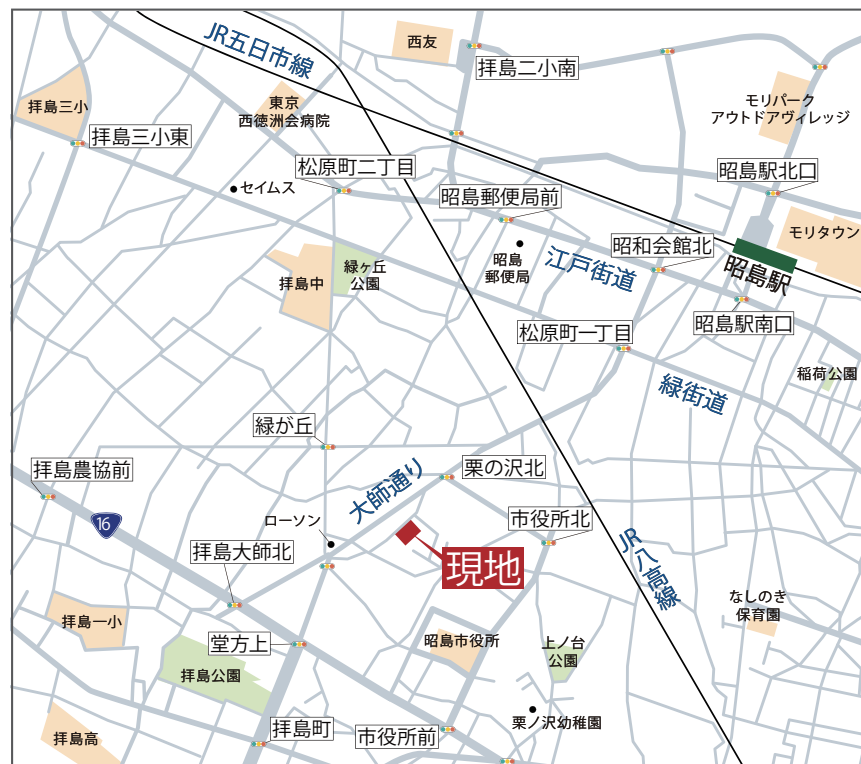 JR五日市線
西友
拝島二小南
モリパーク
アウトドアヴィレッジ
拝島三小
東京
西徳洲会病院
拝島三小東
松原町二丁目
セイムス
昭島郵便局前
昭島駅北口
モリタウン
昭島
郵便局
江戸街道
昭和会館北
昭島駅
緑ヶ丘
公園
拝島中
松原町一丁目
昭島駅南口
稲荷公園
緑街道
緑が丘
大師通り
栗の沢北
拝島農協前
16
ローソン
市役所北
拝島大師北
現地
JR八高線
なしのき
保育園
拝島一小
堂方上
昭島市役所
上ノ台
公園
拝島公園
栗ノ沢幼稚園
拝島高
拝島町
市役所前